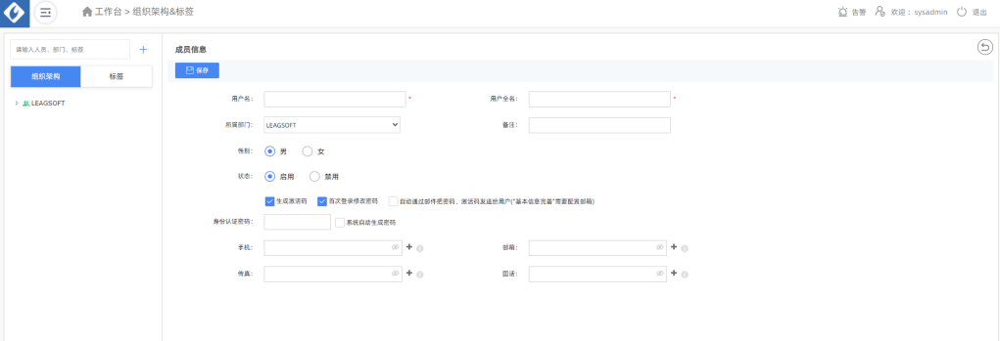 工作台 > 组织架构&标签
告警 欢迎： sysadmin 退出
请输入人员、部门、标签
组织架构 标签
LEAGSOFT
成员信息
保存
用户名： * 用户全名： *
所属部门： LEAGSOFT 备注：
性别： 男 女
状态： 启用 禁用
生成激活码 首次登录修改密码 自动通过邮件把密码、激活码发送给用户("基本信息完善"需要配置邮箱)
身份认证密码： 系统自动生成密码
手机： 邮箱：
传真： 固话：